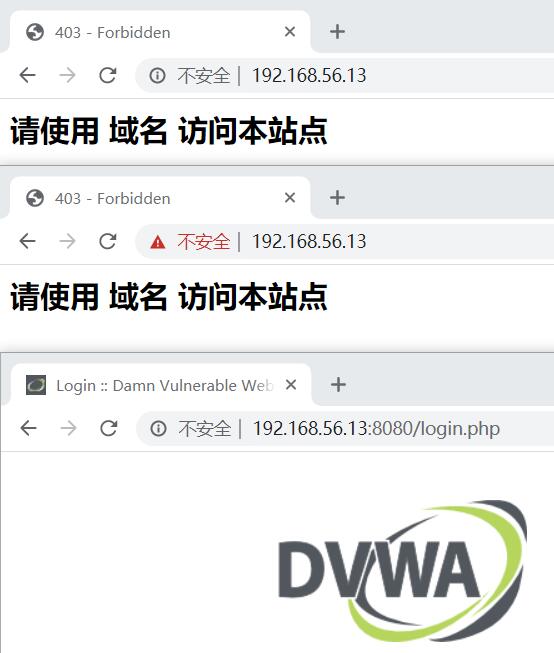 403 - Forbidden
不安全 | 192.168.56.13
请使用 域名 访问本站点
403 - Forbidden
不安全 | 192.168.56.13
请使用 域名 访问本站点
Login :: Damn Vulnerable Web
不安全 | 192.168.56.13:8080/login.php
DVWA